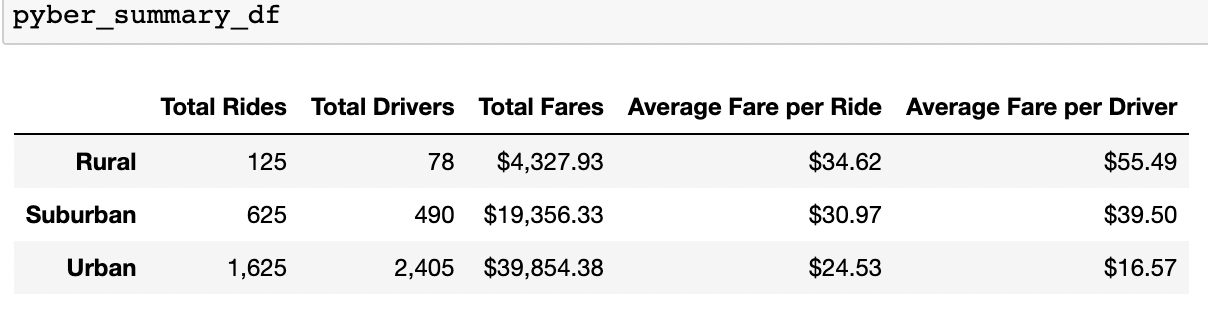 pyber_summary_df
Total Rides Total Drivers Total Fares Average Fare per Ride Average Fare per Driver
Rural 125 78 $4,327.93 $34.62 $55.49
Suburban 625 490 $19,356.33 $30.97 $39.50
Urban 1,625 2,405 $39,854.38 $24.53 $16.57